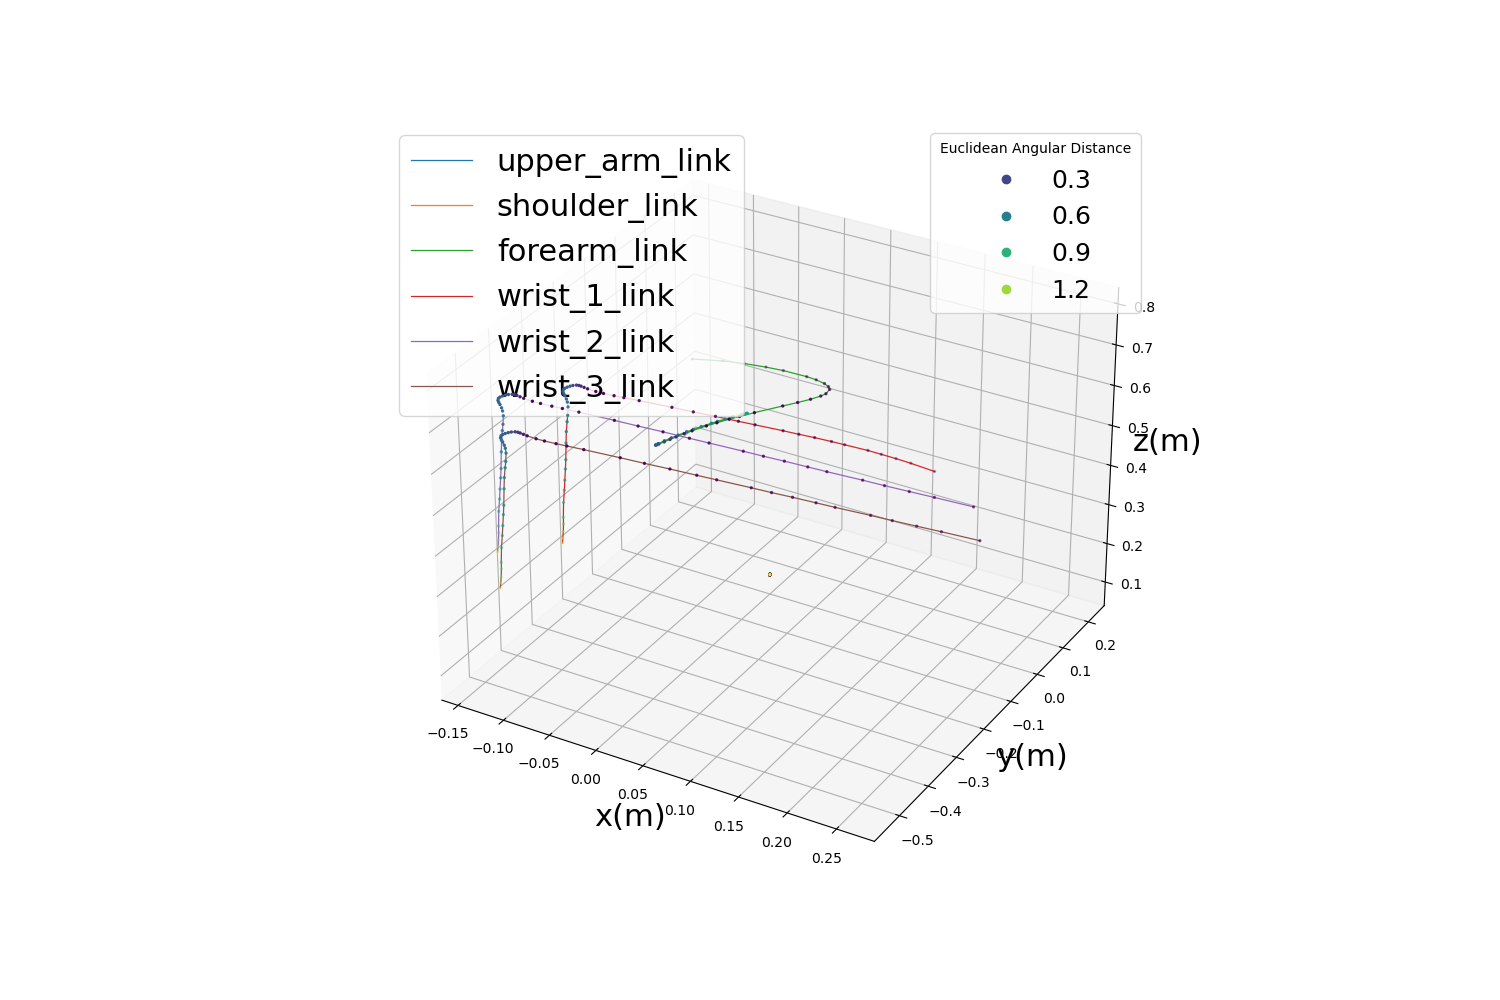 upper_arm_link
shoulder_link
forearm_link
wrist_1_link
wrist_2_link
wrist_3_link
Euclidean Angular Distance
0.3
0.6
0.9
1.2
0.8
0.7
0.6
0.5
0.4
0.3
0.2
0.1
z(m)
0.2
0.1
0.0
−0.1
−0.2
−0.3
−0.4
−0.5
y(m)
−0.15
−0.10
−0.05
0.00
0.05
0.10
0.15
0.20
0.25
x(m)